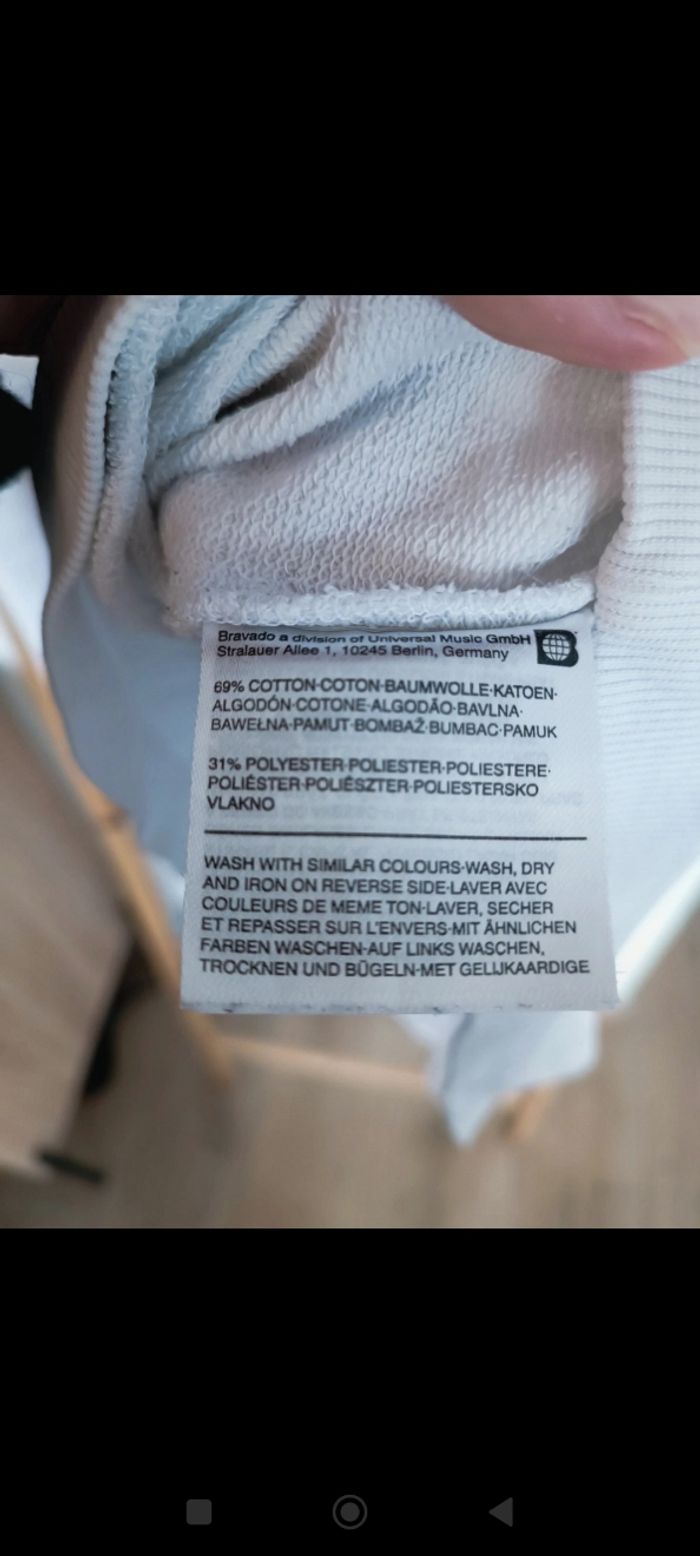 Bravado a division of Universal Music GmbH
Stralauer Allee 1, 10245 Berlin, Germany
B
69% COTTON·COTON·BAUMWOLLE·KATOEN·
ALGODÓN·COTONE·ALGODÃO·BAVLNA·
BAWEŁNA·PAMUT·BOMBAŽ·BUMBAC·PAMUK
31% POLYESTER·POLIESTER·POLIESTERE·
POLIÉSTER·POLIÉSZTER·POLIESTERSKO
VLAKNO
WASH WITH SIMILAR COLOURS·WASH, DRY
AND IRON ON REVERSE SIDE·LAVER AVEC
COULEURS DE MEME TON·LAVER, SECHER
ET REPASSER SUR L'ENVERS·MIT ÄHNLICHEN
FARBEN WASCHEN·AUF LINKS WASCHEN,
TROCKNEN UND BÜGELN·MET GELIJKAARDIGE